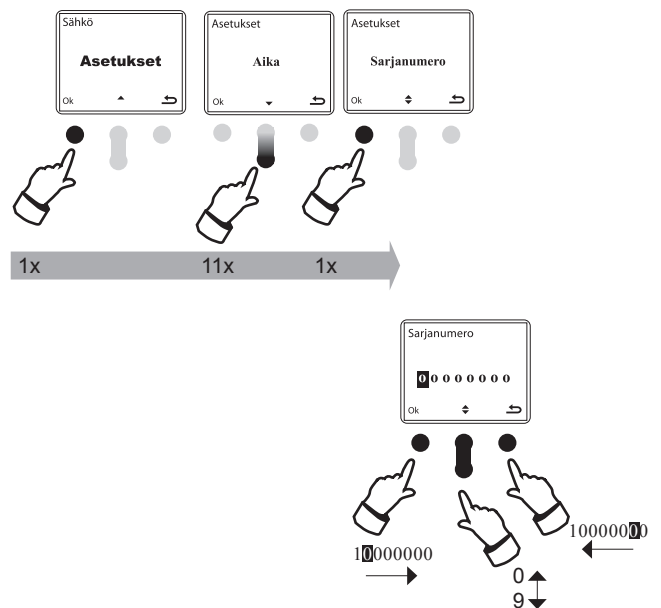 Sähkö
Asetukset
Ok
Asetukset
Aika
Ok
Asetukset
Sarjanumero
Ok
1x 11x 1x
Sarjanumero
00000000
Ok
10000000
10000000
0
9